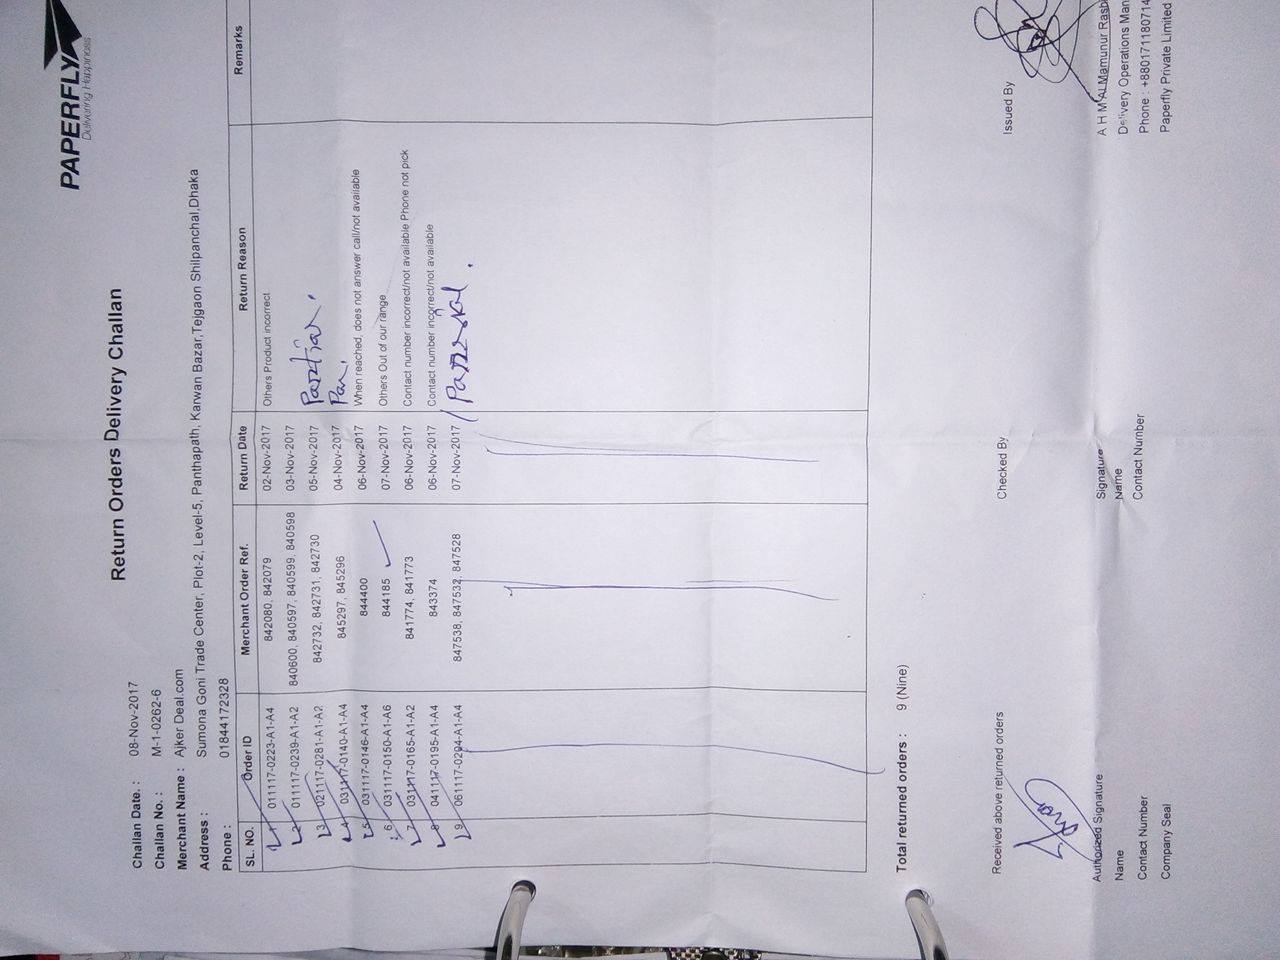 PAPERFLY
Delivering Happiness
Return Orders Delivery Challan
Challan Date. : 08-Nov-2017
Challan No. : M-1-0262-6
Merchant Name : Ajker Deal.com
Address : Sumona Goni Trade Center, Plot-2, Level-5, Panthapath, Karwan Bazar,Tejgaon Shilpanchal,Dhaka
Phone : 01844172328
SL. NO. Order ID Merchant Order Ref. Return Date Return Reason Remarks
1 011117-0223-A1-A4 842080, 842079 02-Nov-2017 Others Product incorrect
2 011117-0239-A1-A2 840600, 840597, 840599, 840598 03-Nov-2017
3 021117-0281-A1-A2 842732, 842731, 842730 05-Nov-2017 Partial
4 031117-0140-A1-A4 845297, 845296 04-Nov-2017 Par.
5 031117-0146-A1-A4 844400 06-Nov-2017 When reached, does not answer call/not available
6 031117-0150-A1-A6 844185 07-Nov-2017 Others Out of our range
7 031117-0165-A1-A2 841774, 841773 06-Nov-2017 Contact number incorrect/not available Phone not pick
8 041117-0195-A1-A4 843374 06-Nov-2017 Contact number incorrect/not available
9 061117-0204-A1-A4 847538, 847532, 847528 07-Nov-2017
Total returned orders : 9 (Nine)
Received above returned orders Checked By Issued By
Authorized Signature Signature A H M AL Mamunur Rasb
Name Name Delivery Operations Man
Contact Number Contact Number Phone : +880171180714
Company Seal Paperfly Private Limited